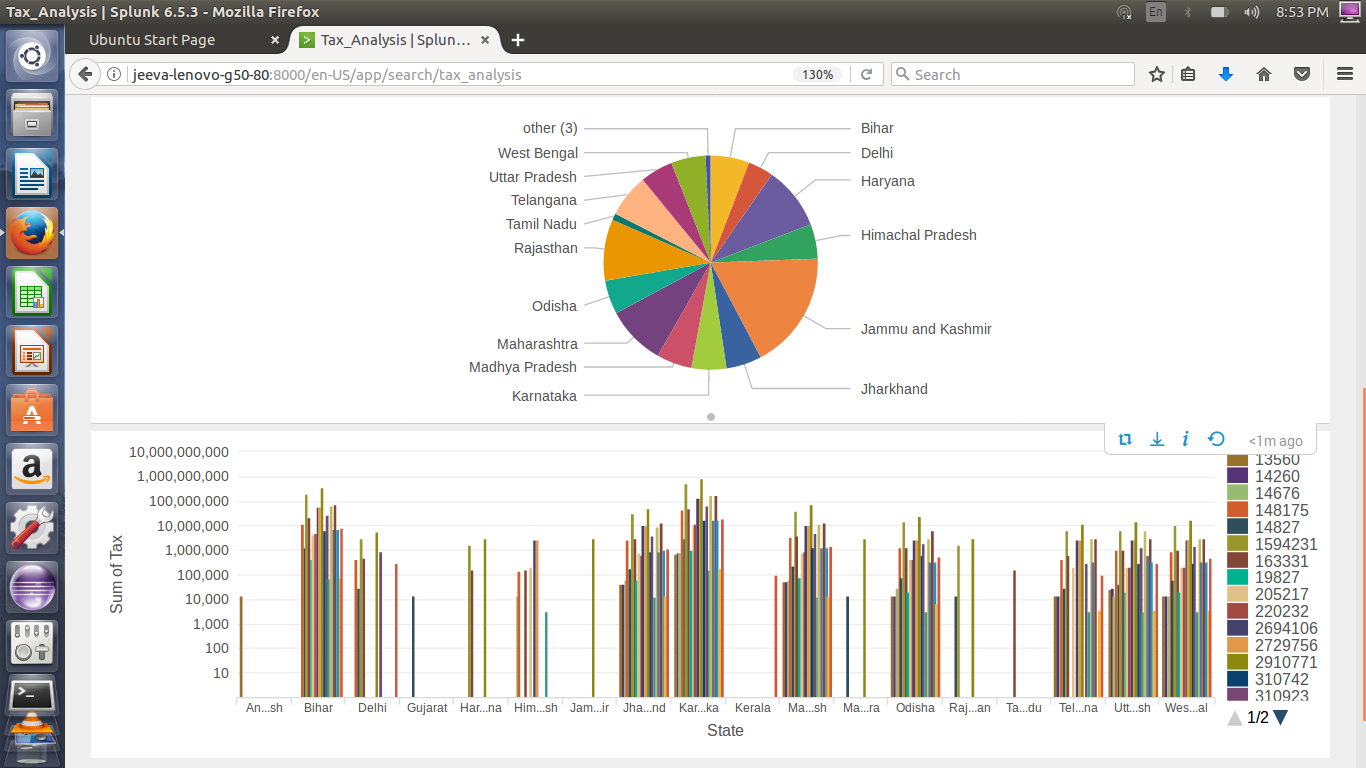 Tax_Analysis | Splunk 6.5.3 - Mozilla Firefox
En
8:53 PM
Ubuntu Start Page
Tax_Analysis | Splun...
jeeva-lenovo-g50-80:8000/en-US/app/search/tax_analysis
130%
Search
other (3)
West Bengal
Uttar Pradesh
Telangana
Tamil Nadu
Rajasthan
Odisha
Maharashtra
Madhya Pradesh
Karnataka
Bihar
Delhi
Haryana
Himachal Pradesh
Jammu and Kashmir
Jharkhand
<1m ago
Sum of Tax
10,000,000,000
1,000,000,000
100,000,000
10,000,000
1,000,000
100,000
10,000
1,000
100
10
An...sh Bihar Delhi Gujarat Har...na Him...sh Jam...ir Jha...nd Kar...ka Kerala Ma...sh Ma...ra Odisha Raj...an Ta...du Tel...na Utt...sh Wes...al
State
13560
14260
14676
148175
14827
1594231
163331
19827
205217
220232
2694106
2729756
2910771
310742
310923
1/2